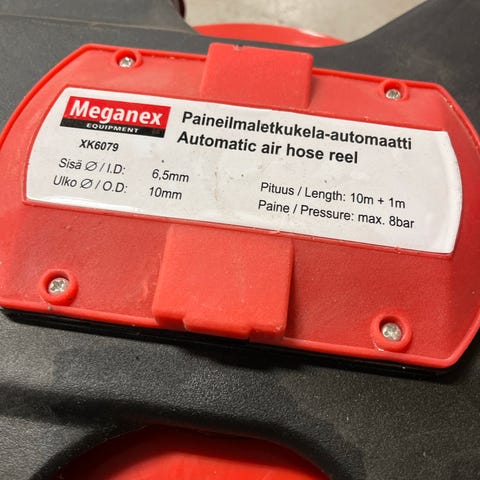 Meganex
EQUIPMENT
Paineilmaletkukela-automaatti
Automatic air hose reel
XK6079
Sisä Ø / I.D: 6,5mm
Ulko Ø / O.D: 10mm
Pituus / Length: 10m + 1m
Paine / Pressure: max. 8bar